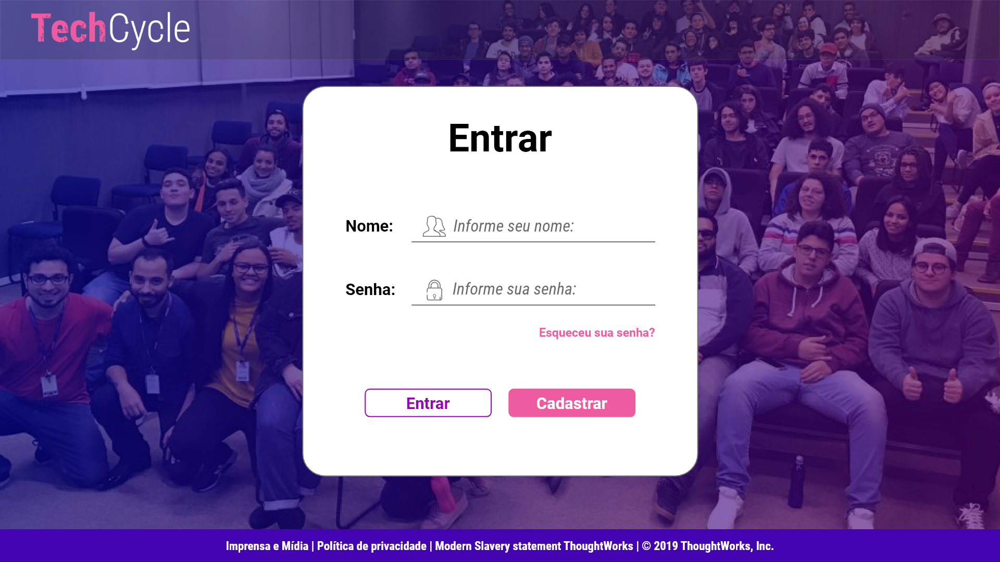 TechCycle
Entrar
Nome: Informe seu nome:
Senha: Informe sua senha:
Esqueceu sua senha?
Entrar Cadastrar
Imprensa e Mídia | Política de privacidade | Modern Slavery statement ThoughtWorks | © 2019 ThoughtWorks, Inc.